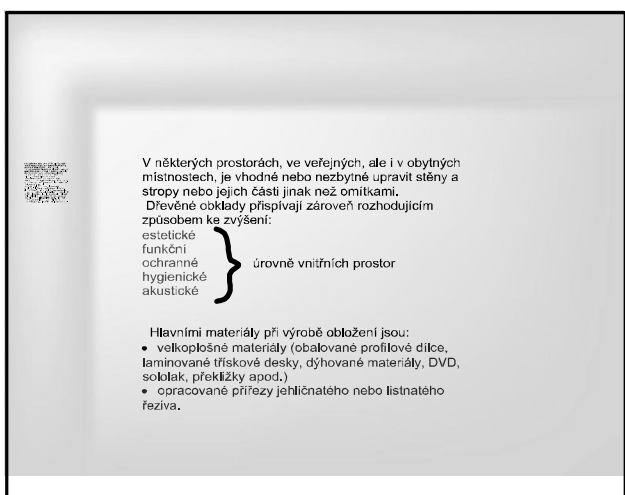 V některých prostorách, ve veřejných, ale i v obytných
místnostech, je vhodné nebo nezbytné upravit stěny a
stropy nebo jejich části jinak než omítkami.
Dřevěné obklady přispívají zároveň rozhodujícím
způsobem ke zvýšení:
estetické
funkční
ochranné } úrovně vnitřních prostor
hygienické
akustické
Hlavními materiály při výrobě obložení jsou:
• velkoplošné materiály (obalované profilové dílce,
laminované třískové desky, dýhované materiály, DVD,
sololak, překližky apod.)
• opracované přířezy jehličnatého nebo listnatého
řeziva.